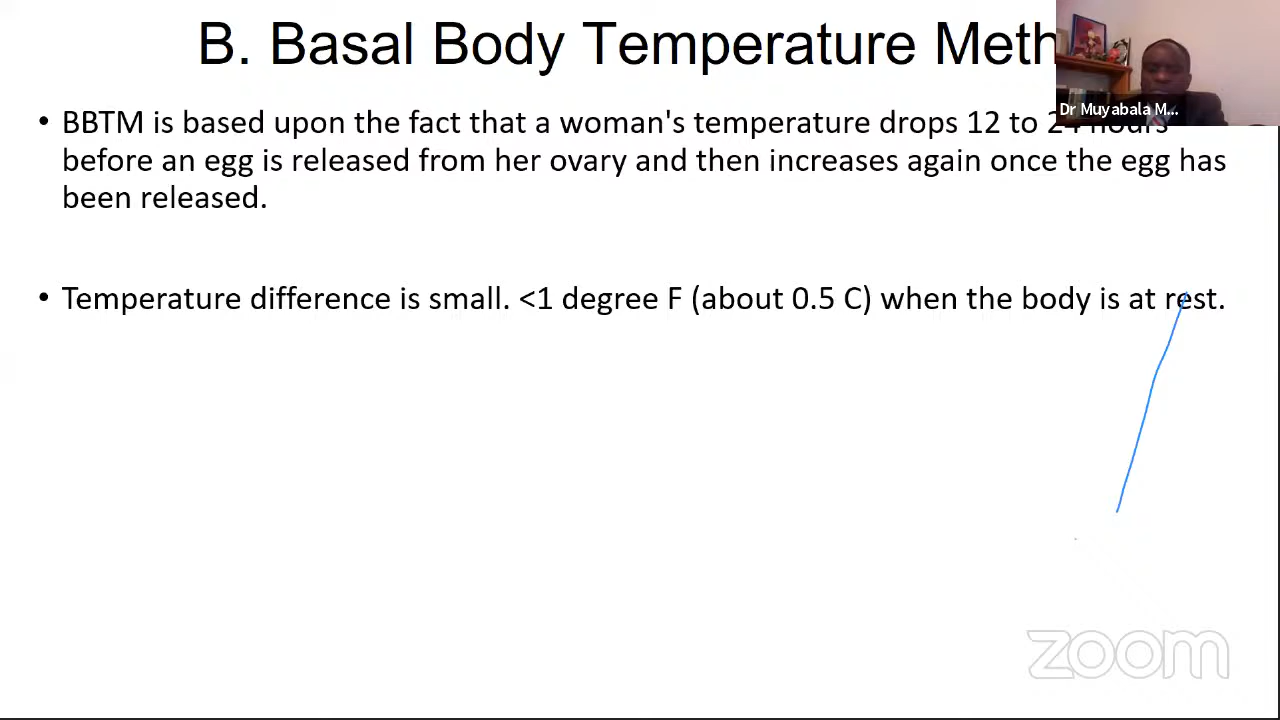 B. Basal Body Temperature Meth
Dr Muyabala M...
• BBTM is based upon the fact that a woman's temperature drops 12 to 24 hours
before an egg is released from her ovary and then increases again once the egg has
been released.
• Temperature difference is small. <1 degree F (about 0.5 C) when the body is at rest.
zoom